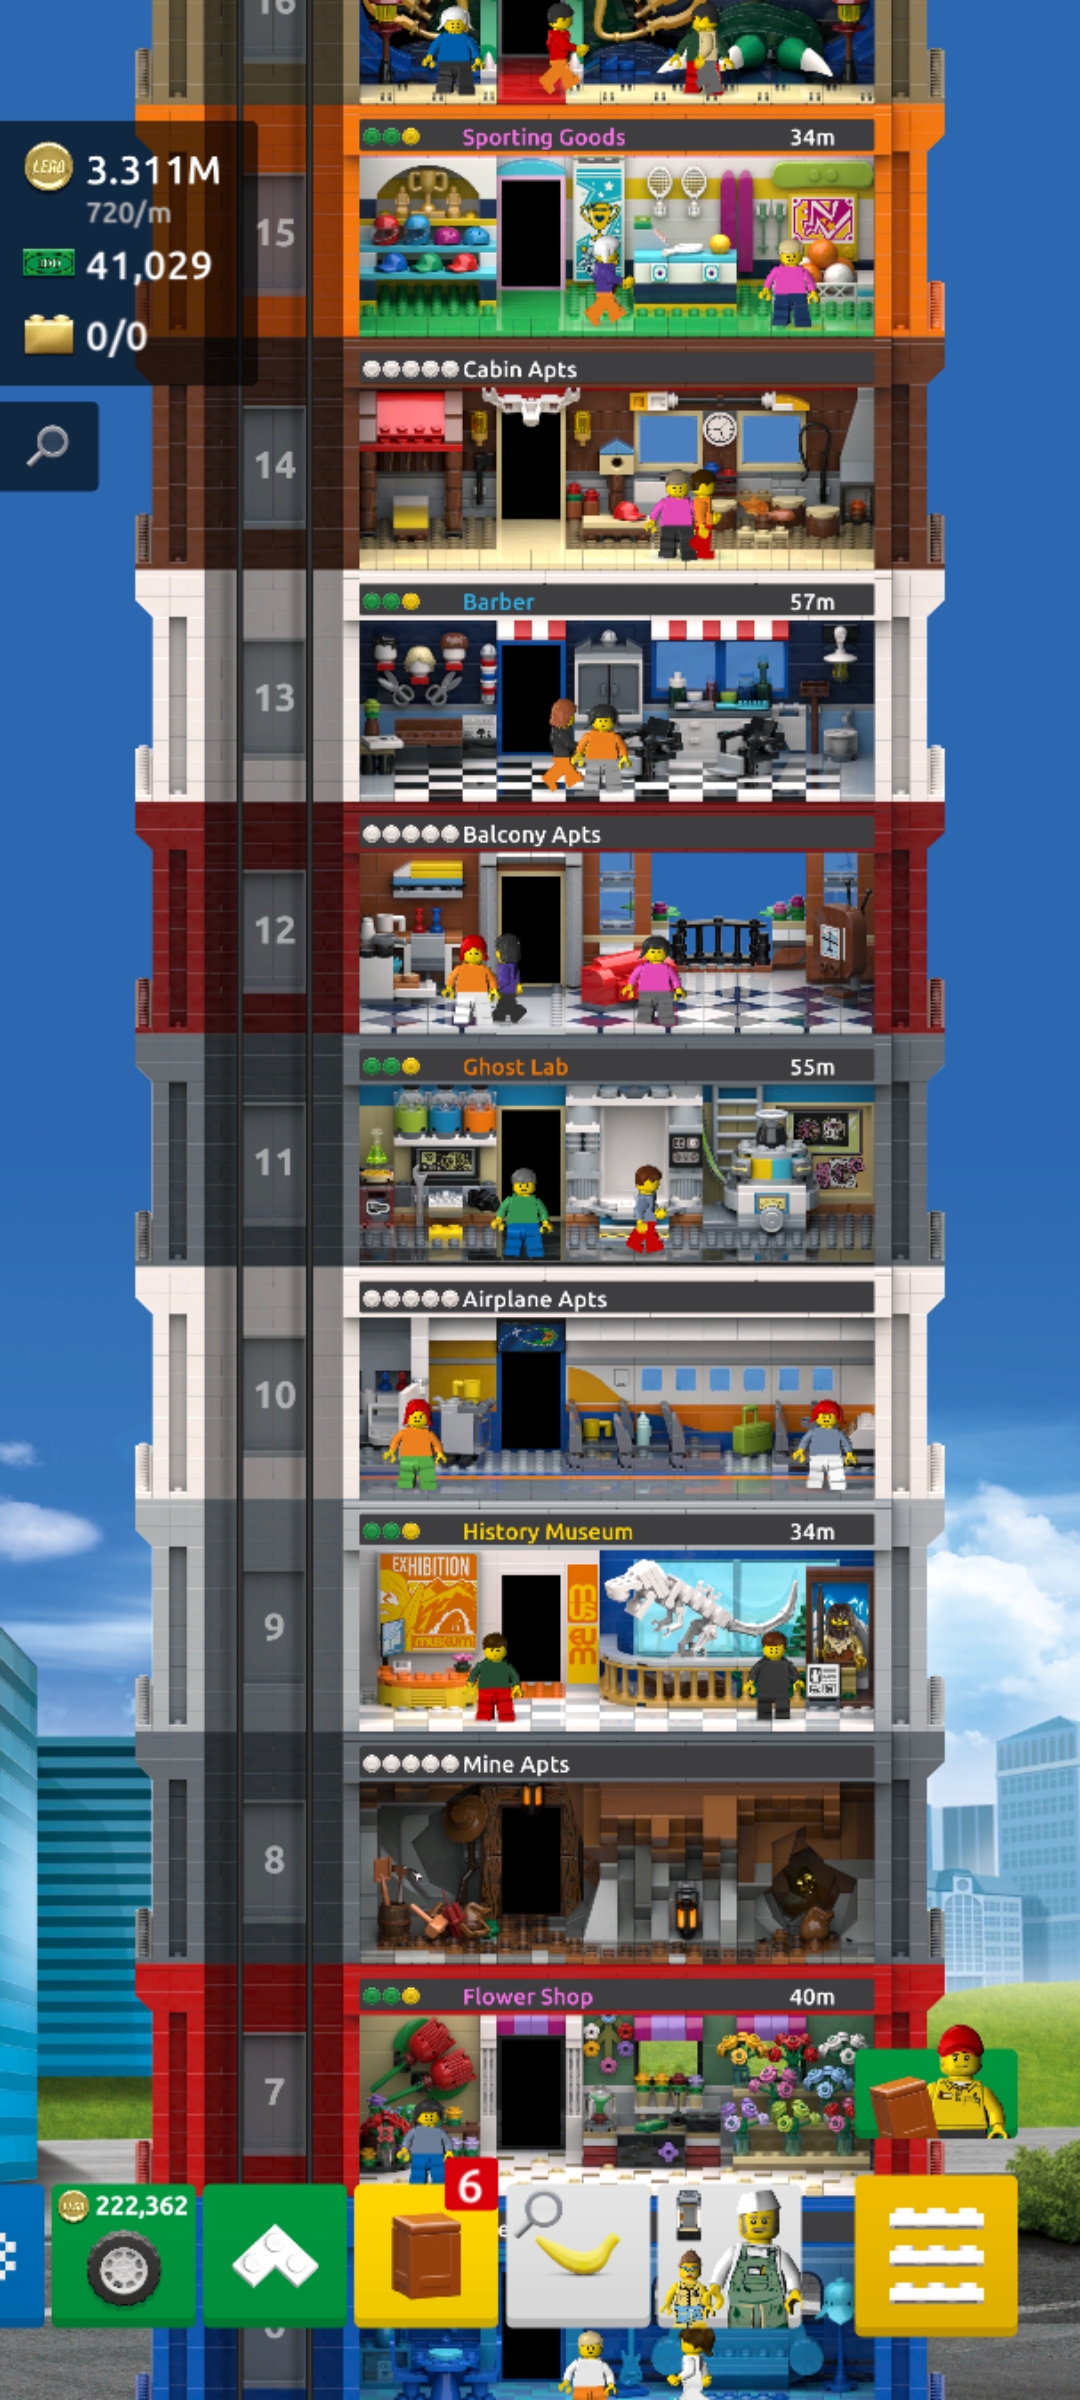 16
Sporting Goods 34m
LEGO 3.311M
720/m
15
41,029
0/0
Cabin Apts
14
Barber 57m
13
Balcony Apts
12
Ghost Lab 55m
11
Airplane Apts
10
History Museum 34m
EXHIBITION
museum
9
Mine Apts
8
Flower Shop 40m
7
6
222,362